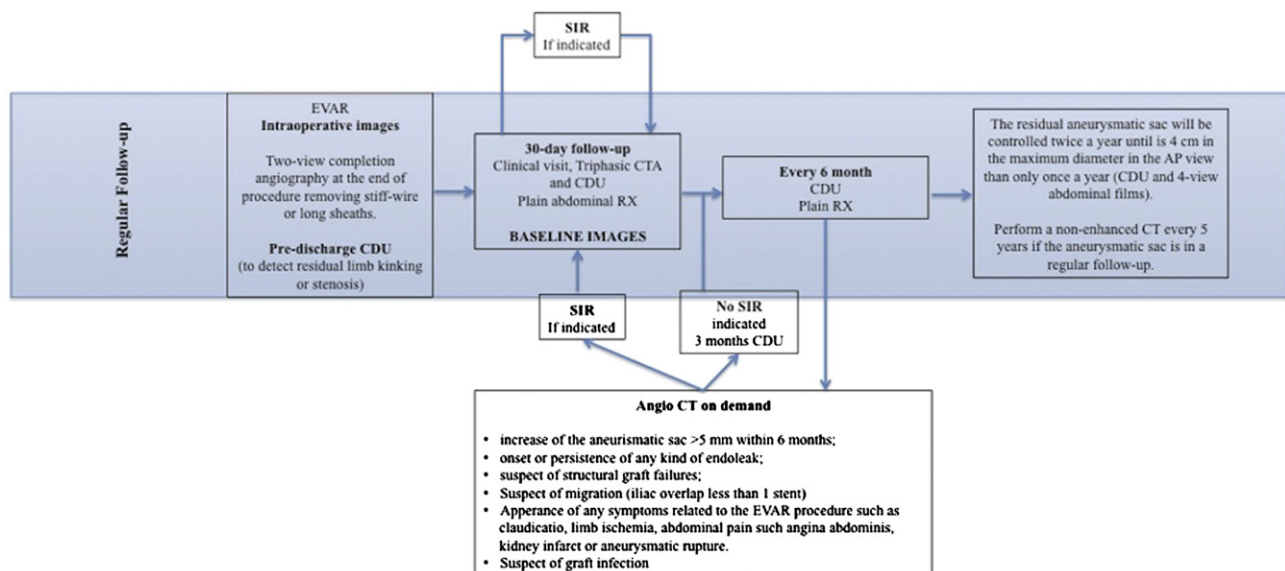 SIR
If indicated
Regular Follow-up
EVAR
Intraoperative images
Two-view completion
angiography at the end of
procedure removing stiff-wire
or long sheaths.
Pre-discharge CDU
(to detect residual limb kinking
or stenosis)
30-day follow-up
Clinical visit, Triphasic CTA
and CDU
Plain abdominal RX
BASELINE IMAGES
Every 6 month
CDU
Plain RX
The residual aneurysmatic sac will be
controlled twice a year until is 4 cm in
the maximum diameter in the AP view
than only once a year (CDU and 4-view
abdominal films).
Perform a non-enhanced CT every 5
years if the aneurysmatic sac is in a
regular follow-up.
SIR
If indicated
No SIR
indicated
3 months CDU
Angio CT on demand
• increase of the aneurismatic sac >5 mm within 6 months;
• onset or persistence of any kind of endoleak;
• suspect of structural graft failures;
• Suspect of migration (iliac overlap less than 1 stent)
• Apperance of any symptoms related to the EVAR procedure such as
claudicatio, limb ischemia, abdominal pain such angina abdominis,
kidney infarct or aneurysmatic rupture.
• Suspect of graft infection